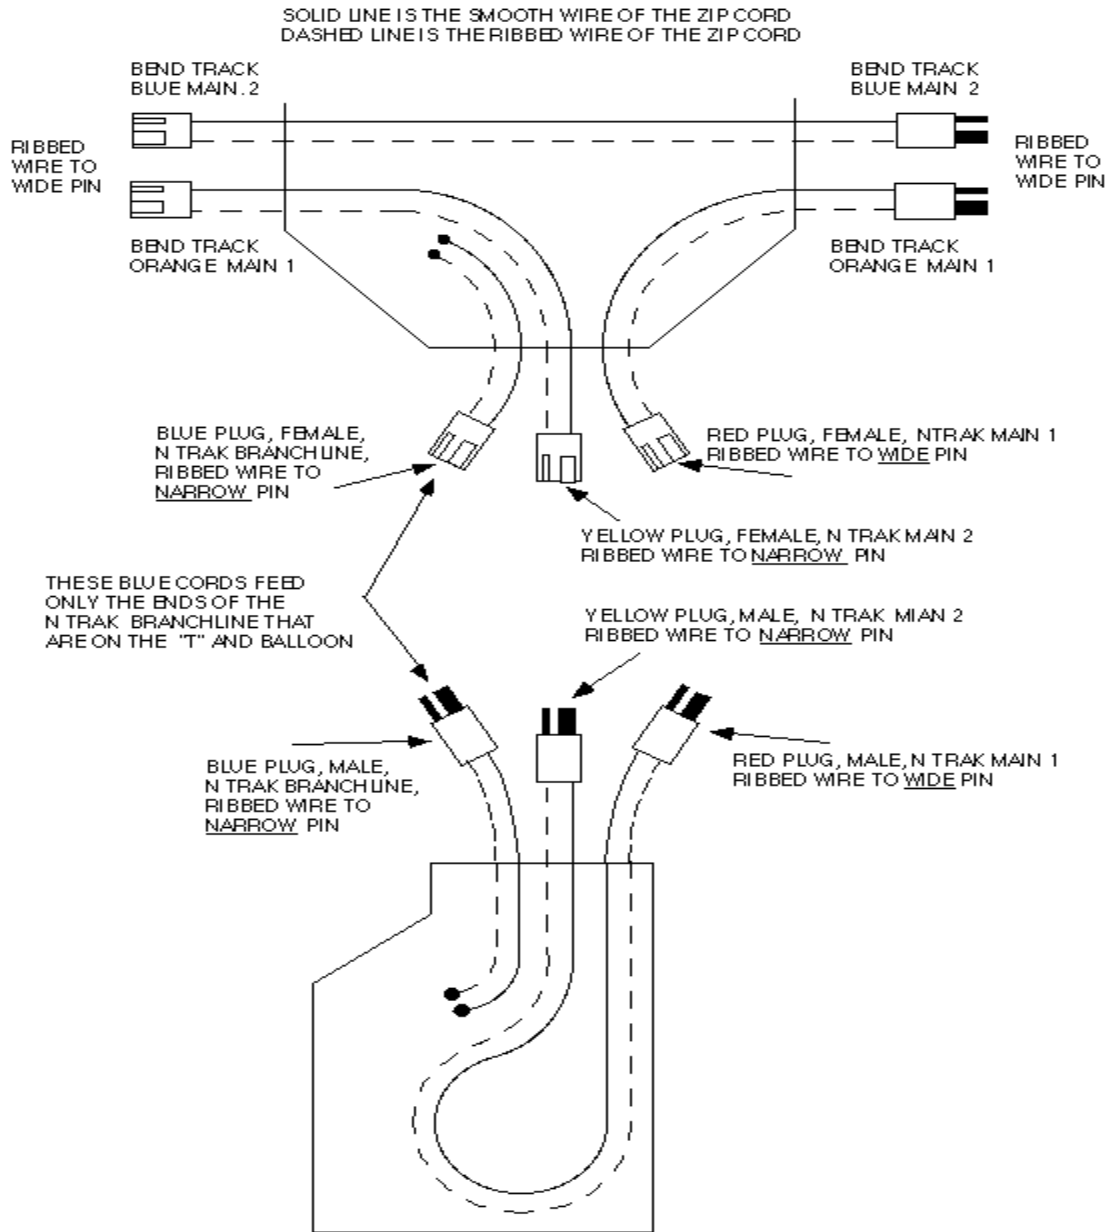 SOLID LINE IS THE SMOOTH WIRE OF THE ZIP CORD
DASHED LINE IS THE RIBBED WIRE OF THE ZIP CORD
BEND TRACK
BLUE MAIN. 2
BEND TRACK
BLUE MAIN 2
RIBBED
WIRE TO
WIDE PIN
RIBBED
WIRE TO
WIDE PIN
BEND TRACK
ORANGE MAIN 1
BEND TRACK
ORANGE MAIN 1
BLUE PLUG, FEMALE,
N TRAK BRANCHLINE,
RIBBED WIRE TO
NARROW PIN
RED PLUG, FEMALE, NTRAK MAIN 1
RIBBED WIRE TO WIDE PIN
YELLOW PLUG, FEMALE, N TRAK MAIN 2
RIBBED WIRE TO NARROW PIN
THESE BLUE CORDS FEED
ONLY THE ENDS OF THE
N TRAK BRANCHLINE THAT
ARE ON THE "T" AND BALLOON
YELLOW PLUG, MALE, N TRAK MIAN 2
RIBBED WIRE TO NARROW PIN
BLUE PLUG, MALE,
N TRAK BRANCHLINE,
RIBBED WIRE TO
NARROW PIN
RED PLUG, MALE, N TRAK MAIN 1
RIBBED WIRE TO WIDE PIN